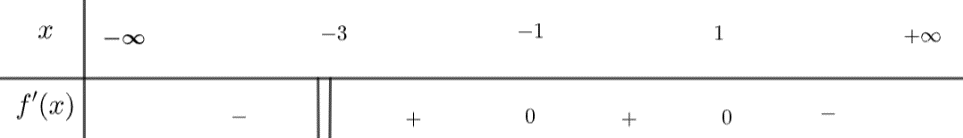 x −∞ −3 −1 1 +∞
f′(x) − || + 0 + 0 −